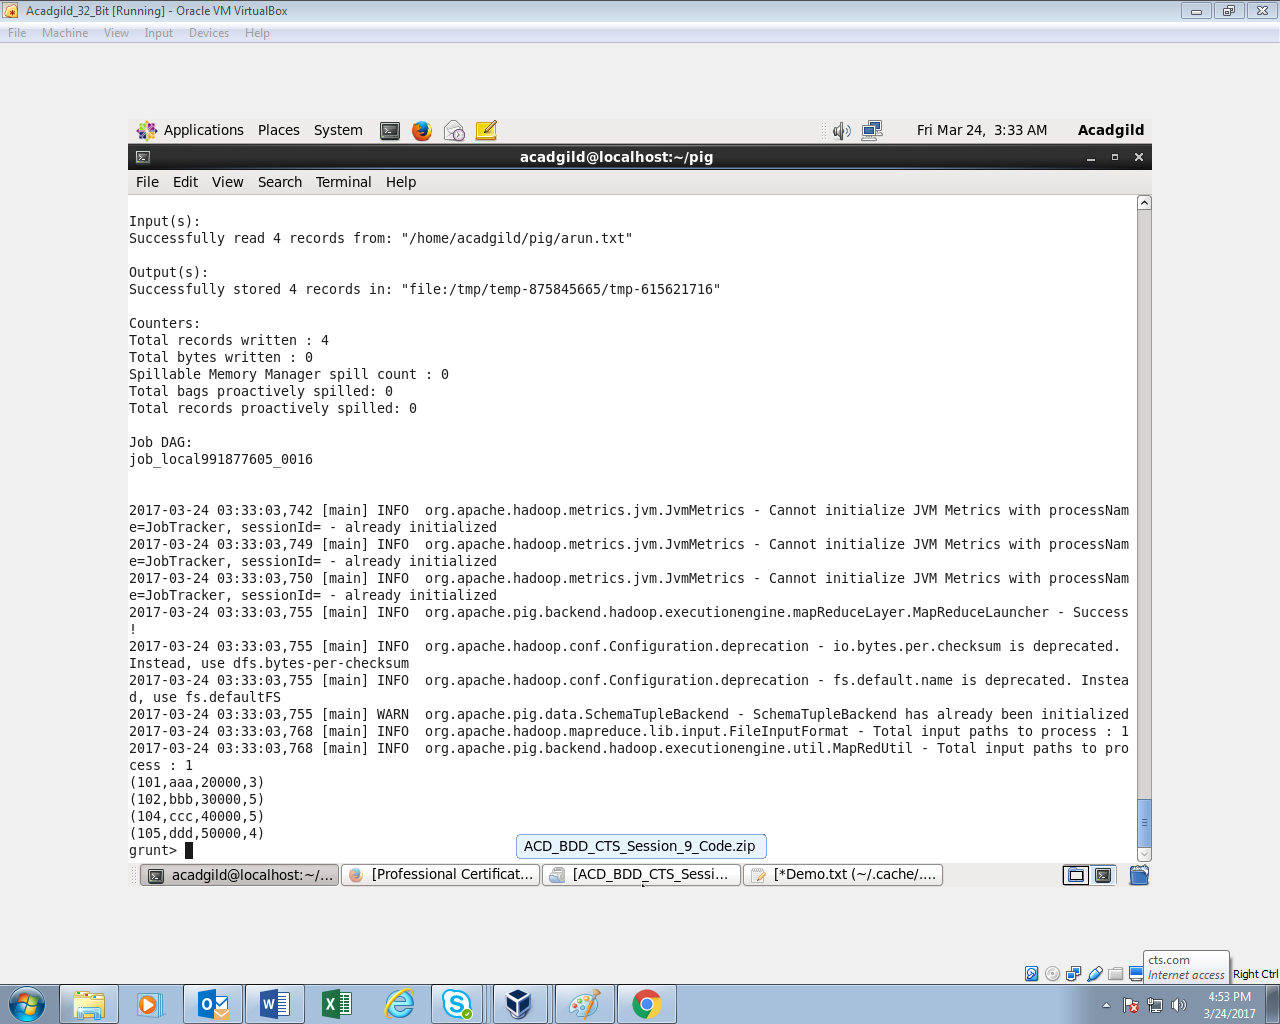 Acadgild_32_Bit [Running] - Oracle VM VirtualBox
File Machine View Input Devices Help
Applications Places System Fri Mar 24, 3:33 AM Acadgild
acadgild@localhost:~/pig
File Edit View Search Terminal Help
Input(s):
Successfully read 4 records from: "/home/acadgild/pig/arun.txt"
Output(s):
Successfully stored 4 records in: "file:/tmp/temp-875845665/tmp-615621716"
Counters:
Total records written : 4
Total bytes written : 0
Spillable Memory Manager spill count : 0
Total bags proactively spilled: 0
Total records proactively spilled: 0
Job DAG:
job_local991877605_0016
2017-03-24 03:33:03,742 [main] INFO  org.apache.hadoop.metrics.jvm.JvmMetrics - Cannot initialize JVM Metrics with processNam
e=JobTracker, sessionId= - already initialized
2017-03-24 03:33:03,749 [main] INFO  org.apache.hadoop.metrics.jvm.JvmMetrics - Cannot initialize JVM Metrics with processNam
e=JobTracker, sessionId= - already initialized
2017-03-24 03:33:03,750 [main] INFO  org.apache.hadoop.metrics.jvm.JvmMetrics - Cannot initialize JVM Metrics with processNam
e=JobTracker, sessionId= - already initialized
2017-03-24 03:33:03,755 [main] INFO  org.apache.pig.backend.hadoop.executionengine.mapReduceLayer.MapReduceLauncher - Success
!
2017-03-24 03:33:03,755 [main] INFO  org.apache.hadoop.conf.Configuration.deprecation - io.bytes.per.checksum is deprecated.
Instead, use dfs.bytes-per-checksum
2017-03-24 03:33:03,755 [main] INFO  org.apache.hadoop.conf.Configuration.deprecation - fs.default.name is deprecated. Instea
d, use fs.defaultFS
2017-03-24 03:33:03,755 [main] WARN  org.apache.pig.data.SchemaTupleBackend - SchemaTupleBackend has already been initialized
2017-03-24 03:33:03,768 [main] INFO  org.apache.hadoop.mapreduce.lib.input.FileInputFormat - Total input paths to process : 1
2017-03-24 03:33:03,768 [main] INFO  org.apache.pig.backend.hadoop.executionengine.util.MapRedUtil - Total input paths to pro
cess : 1
(101,aaa,20000,3)
(102,bbb,30000,5)
(104,ccc,40000,5)
(105,ddd,50000,4)
grunt>
ACD_BDD_CTS_Session_9_Code.zip
acadgild@localhost:~/... [Professional Certificat... [ACD_BDD_CTS_Sessi... [*Demo.txt (~/.cache/....
cts.com
Internet access
Right Ctrl
4:53 PM
3/24/2017